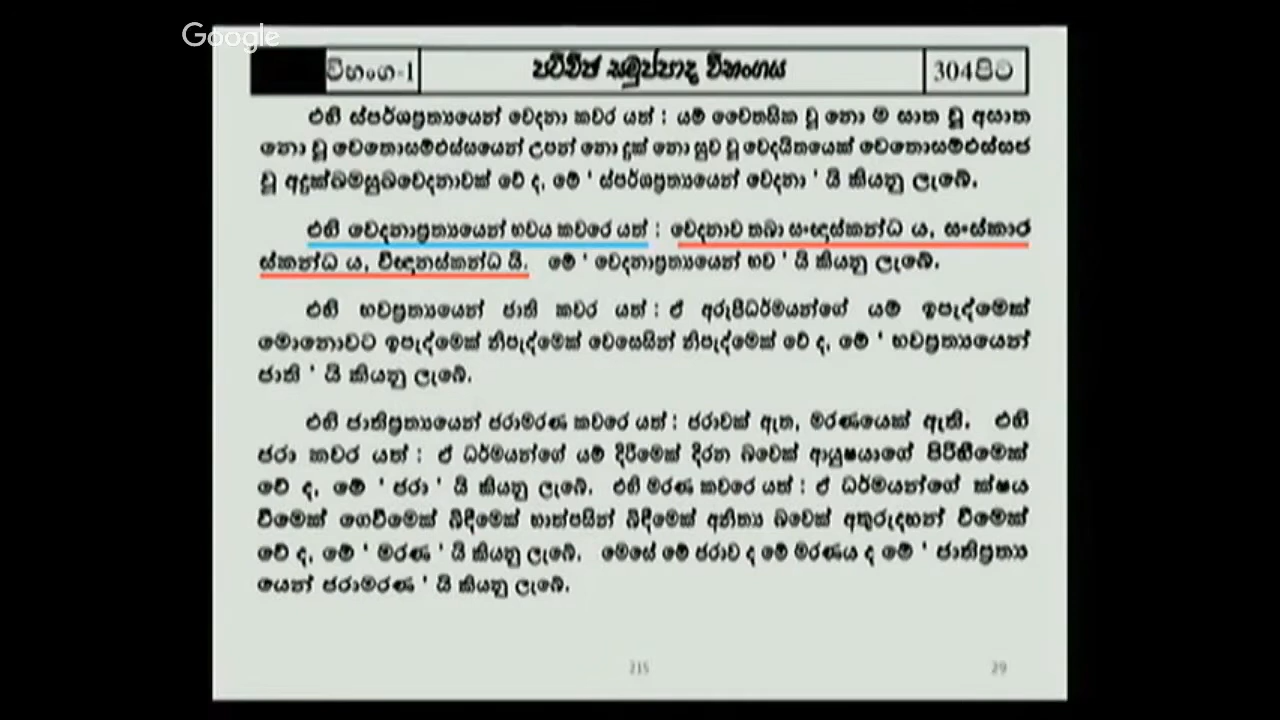 Google
විභංග-1 පටිච්ච සමුප්පාද විභංගය 304පිට
එහි ස්පර්ශප්‍රත්‍යයෙන් වේදනා කවර යත් : යම් චෛතසික වූ නො ම සාත වූ අසාත
නො වූ චේතොසම්ඵස්සයෙන් උපන් නො දුක් නො සුව වූ වේදයිතයෙක් චේතොසම්ඵස්සජ
වූ අදුක්ඛමසුඛවේදනාවක් වේ ද, මේ ' ස්පර්ශප්‍රත්‍යයෙන් වේදනා ' යි කියනු ලැබේ.
එහි වේදනාප්‍රත්‍යයෙන් භවය කවරෙ යත් : වේදනාව තබා සංඥාස්කන්ධ ය, සංස්කාර
ස්කන්ධ ය, විඥානස්කන්ධ යි. මේ ' වේදනාප්‍රත්‍යයෙන් භව ' යි කියනු ලැබේ.
එහි භවප්‍රත්‍යයෙන් ජාති කවර යත් : ඒ අරූපීධර්මයන්ගේ යම් ඉපැද්මෙක්
මොනොවට ඉපැද්මෙක් නිපැද්මෙක් වෙසෙසින් නිපැද්මෙක් වේ ද, මේ ' භවප්‍රත්‍යයෙන්
ජාති ' යි කියනු ලැබේ.
එහි ජාතිප්‍රත්‍යයෙන් ජරාමරණ කවරෙ යත් : ජරාවක් ඇත, මරණයෙක් ඇති. එහි
ජරා කවර යත් : ඒ ධර්මයන්ගේ යම් දිරීමෙක් දිරන බවෙක් ආයුෂයාගේ පිරිහීමෙක්
වේ ද, මේ ' ජරා ' යි කියනු ලැබේ. එහි මරණ කවරෙ යත් : ඒ ධර්මයන්ගේ ක්ෂය
වීමෙක් ගෙවීමෙක් බිඳීමෙක් හාත්පසින් බිඳීමෙක් අනිත්‍ය බවෙක් අතුරුදහන් වීමෙක්
වේ ද, මේ ' මරණ ' යි කියනු ලැබේ. මෙසේ මේ ජරාව ද මේ මරණය ද මේ ' ජාතිප්‍රත්‍ය
යෙන් ජරාමරණ ' යි කියනු ලැබේ.
215 29